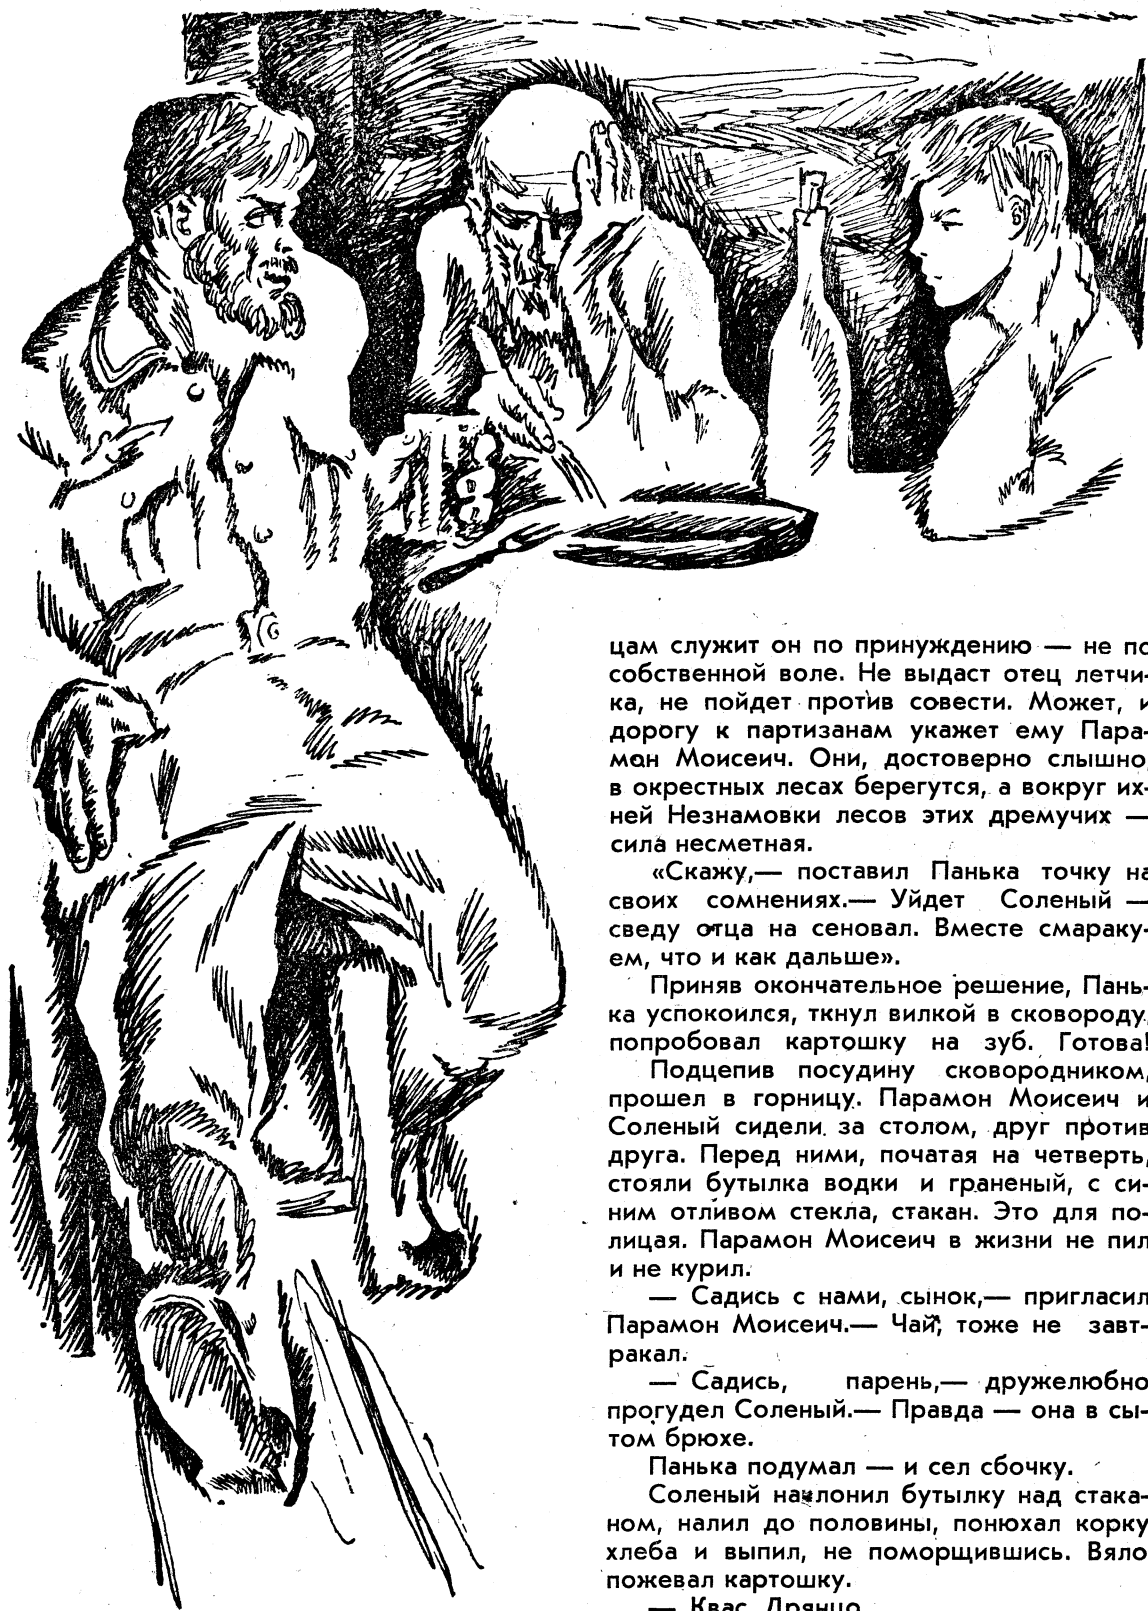 цам служит он по принуждению — не по
собственной воле. Не выдаст отец летчи-
ка, не пойдет против совести. Может, и
дорогу к партизанам укажет ему Пара-
мон Моисеич. Они, достоверно слышно,
в окрестных лесах берегутся, а вокруг их-
ней Незнамовки лесов этих дремучих —
сила несметная.
«Скажу,— поставил Панька точку на
своих сомнениях.— Уйдет Соленый —
сведу отца на сеновал. Вместе смараку-
ем, что и как дальше».
Приняв окончательное решение, Пань-
ка успокоился, ткнул вилкой в сковороду,
попробовал картошку на зуб. Готова!
Подцепив посудину сковородником,
прошел в горницу. Парамон Моисеич и
Соленый сидели за столом, друг против
друга. Перед ними, початая на четверть,
стояли бутылка водки и граненый, с си-
ним отливом стекла, стакан. Это для по-
лицая. Парамон Моисеич в жизни не пил
и не курил.
— Садись с нами, сынок,— пригласил
Парамон Моисеич.— Чай, тоже не завт-
ракал.
— Садись, парень,— дружелюбно
прогудел Соленый.— Правда — она в сы-
том брюхе.
Панька подумал — и сел сбочку.
Соленый наклонил бутылку над стака-
ном, налил до половины, понюхал корку
хлеба и выпил, не поморщившись. Вяло
пожевал картошку.
— Квас. Дрянцо